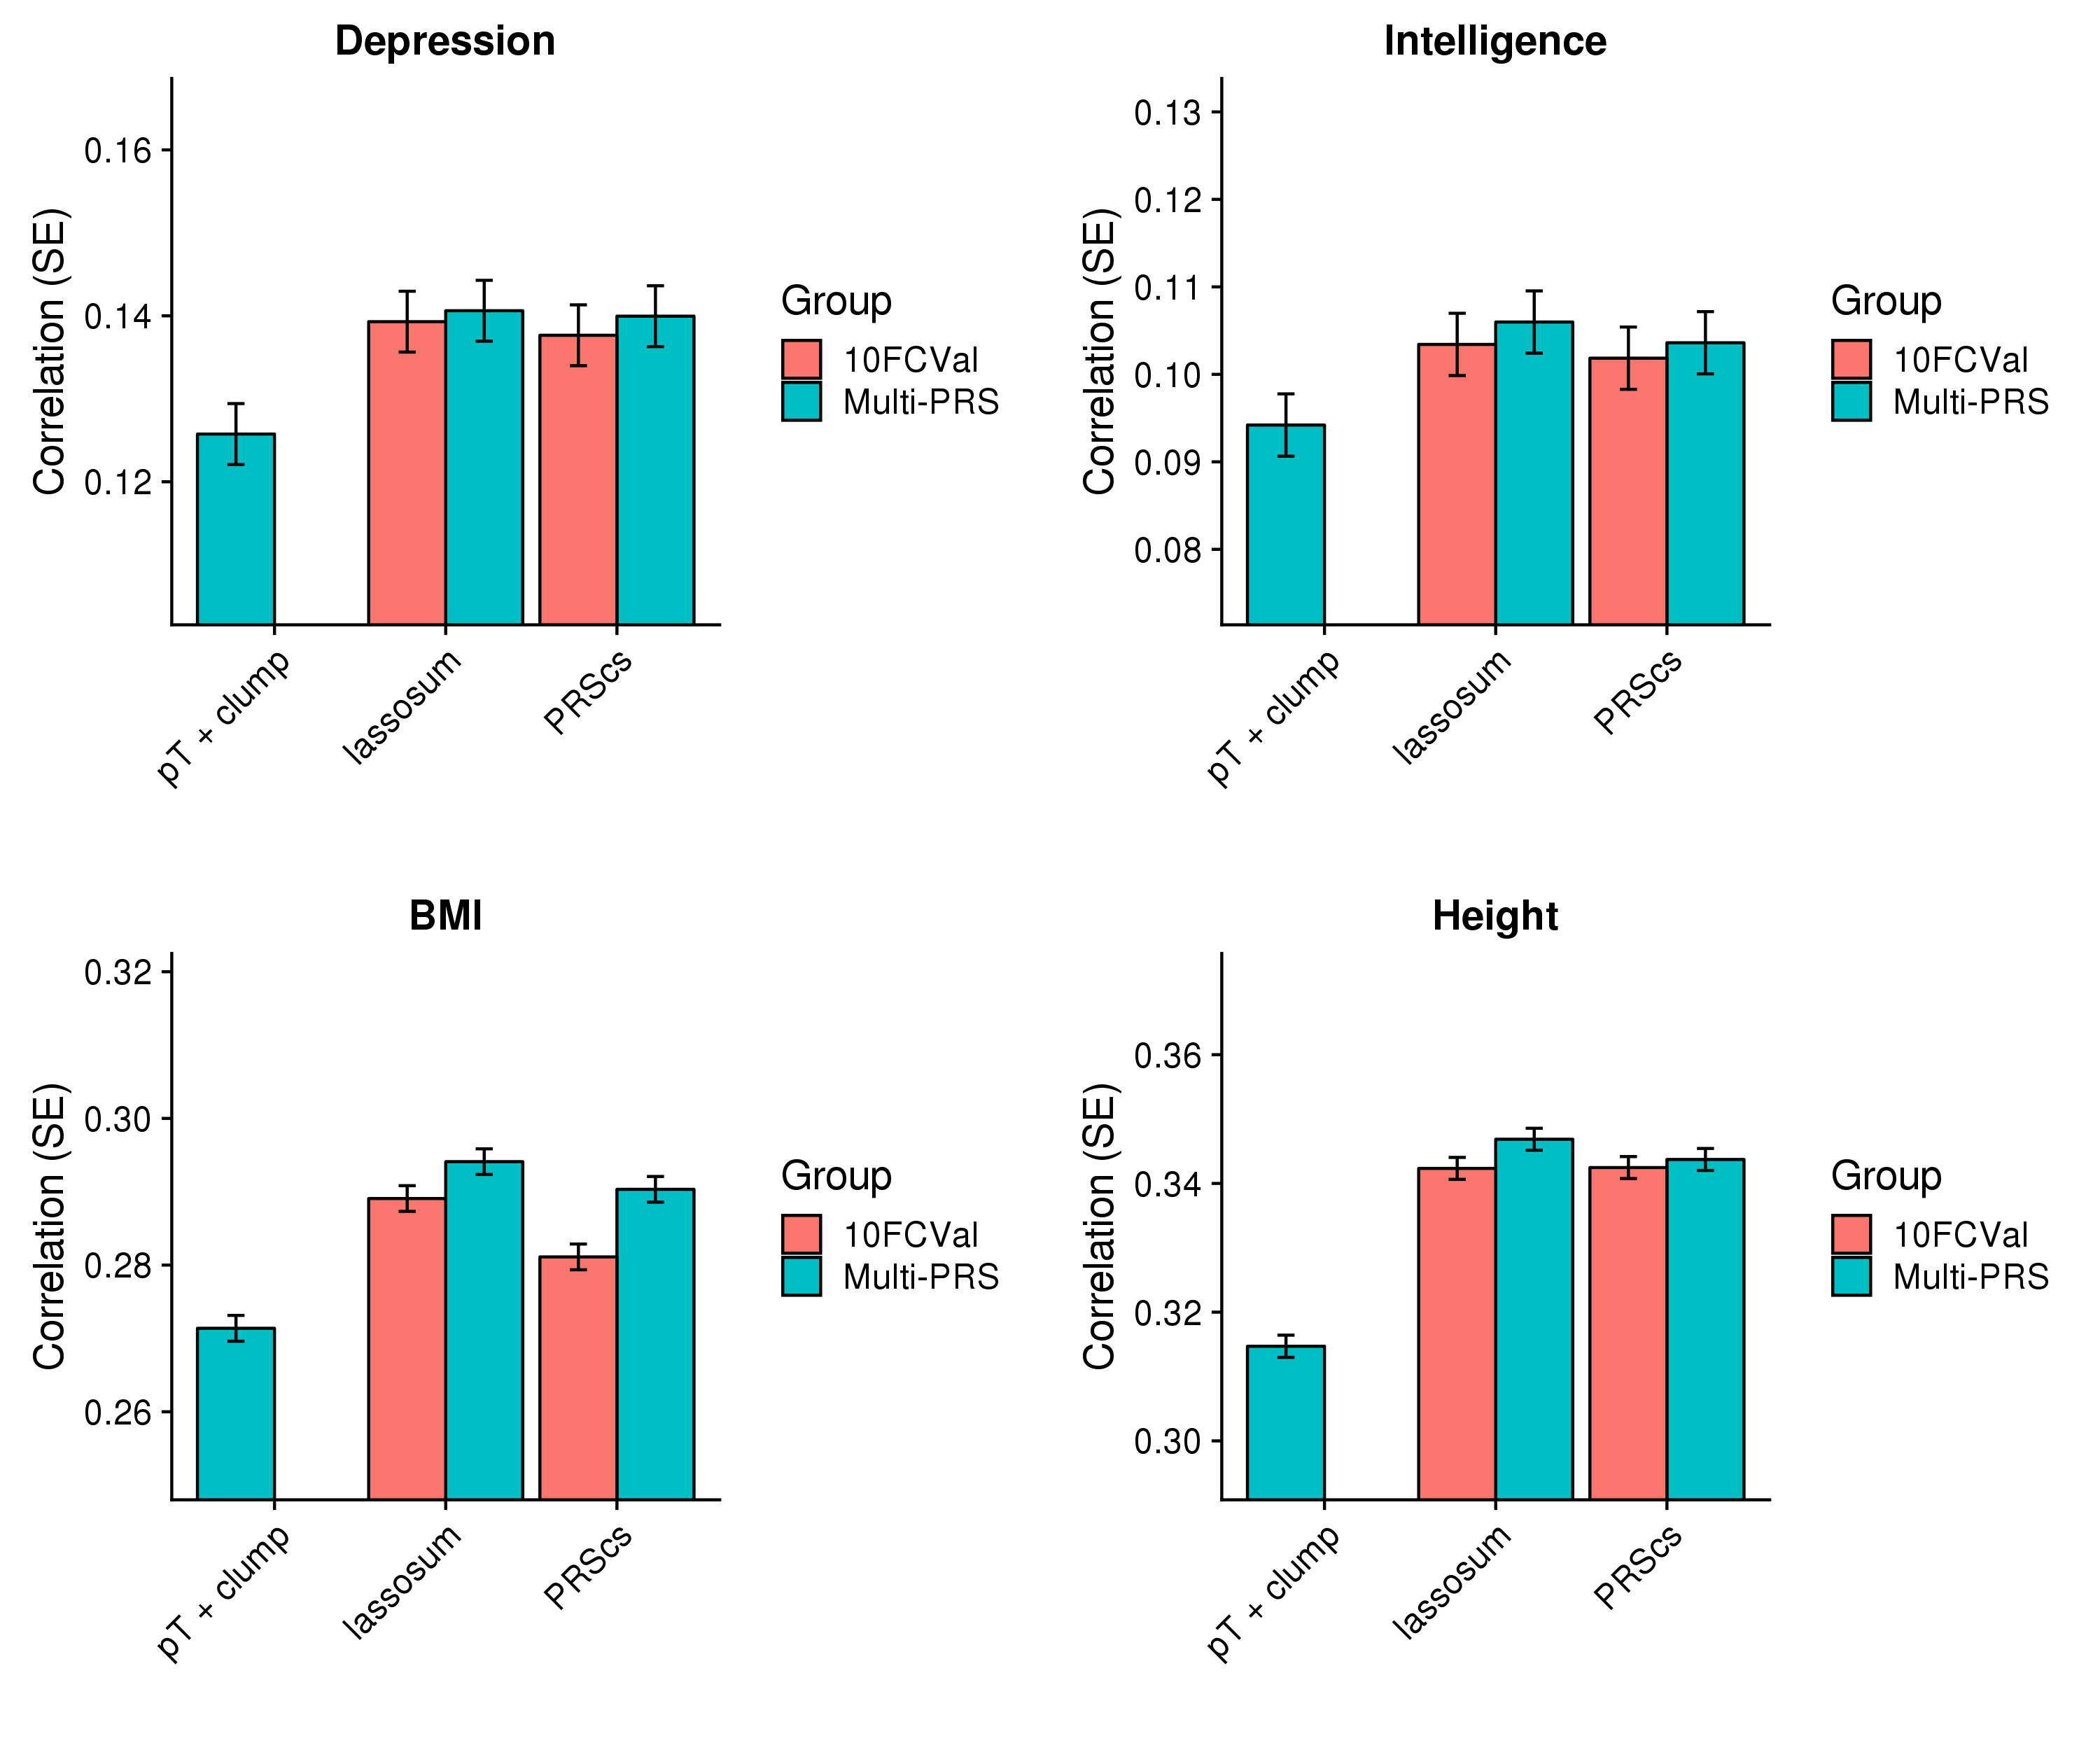 Depression
Correlation (SE)
0.16
0.14
0.12
pT + clump
lassosum
PRScs
Group
10FCVal
Multi-PRS
Intelligence
Correlation (SE)
0.13
0.12
0.11
0.10
0.09
0.08
pT + clump
lassosum
PRScs
Group
10FCVal
Multi-PRS
BMI
Correlation (SE)
0.32
0.30
0.28
0.26
pT + clump
lassosum
PRScs
Group
10FCVal
Multi-PRS
Height
Correlation (SE)
0.36
0.34
0.32
0.30
pT + clump
lassosum
PRScs
Group
10FCVal
Multi-PRS